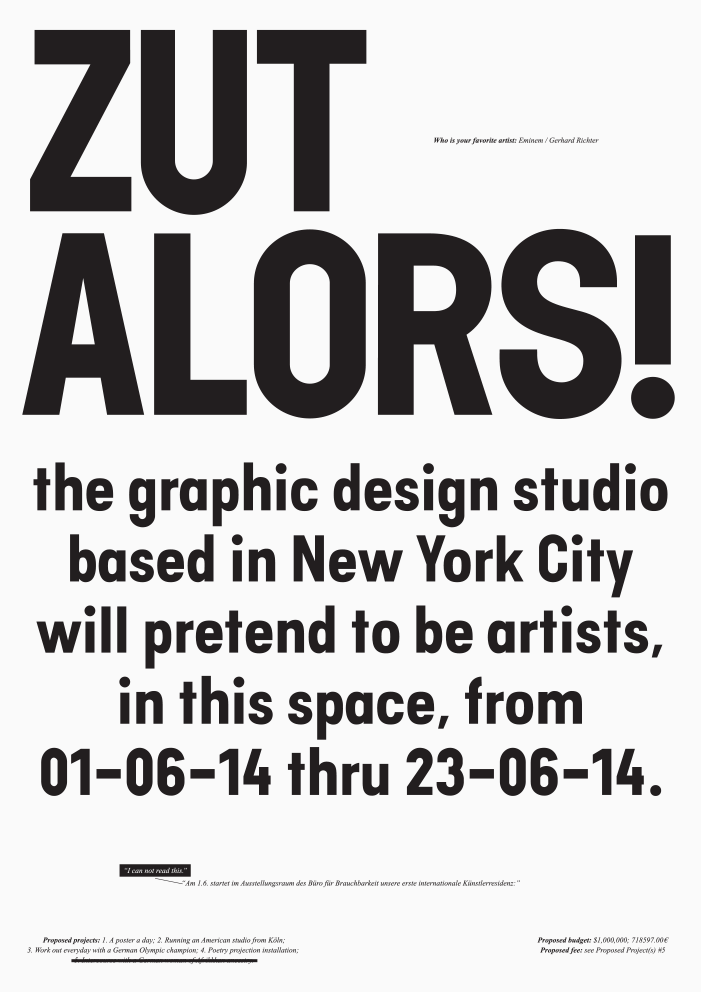 ZUT
Who is your favorite artist: Eminem / Gerhard Richter
ALORS!
the graphic design studio
based in New York City
will pretend to be artists,
in this space, from
01–06–14 thru 23–06–14.
"I can not read this."
"Am 1.6. startet im Ausstellungsraum des Büro für Brauchbarkeit unsere erste internationale Künstlerresidenz:"
Proposed projects: 1. A poster a day; 2. Running an American studio from Köln;
3. Work out everyday with a German Olympic champion; 4. Poetry projection installation;
Proposed budget: $1,000,000; 718597.00€
Proposed fee: see Proposed Project(s) #5